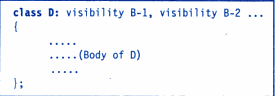 class D: visibility B-1, visibility B-2 ...
{
.....
.....(Body of D)
.....
};